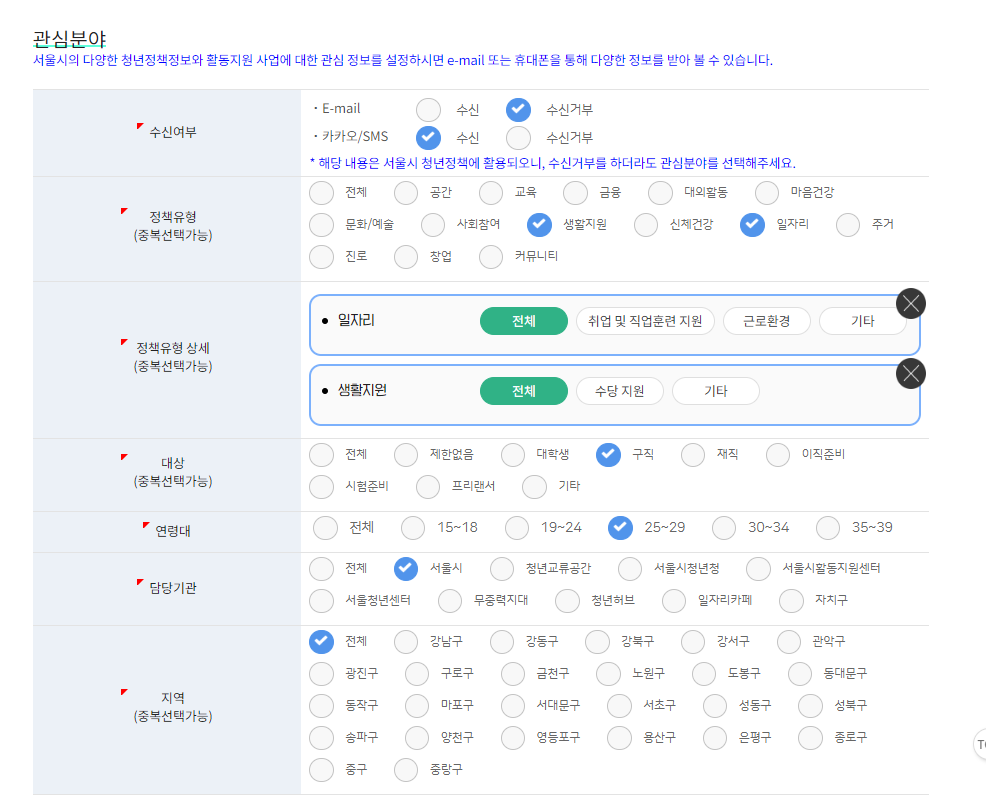 관심분야
서울시의 다양한 청년정책정보와 활동지원 사업에 대한 관심 정보를 설정하시면 e-mail 또는 휴대폰을 통해 다양한 정보를 받아 볼 수 있습니다.
수신여부
· E-mail 수신 수신거부
· 카카오/SMS 수신 수신거부
* 해당 내용은 서울시 청년정책에 활용되오니, 수신거부를 하더라도 관심분야를 선택해주세요.
정책유형
(중복선택가능)
전체 공간 교육 금융 대외활동 마음건강
문화/예술 사회참여 생활지원 신체건강 일자리 주거
진로 창업 커뮤니티
정책유형 상세
(중복선택가능)
• 일자리 전체 취업 및 직업훈련 지원 근로환경 기타
• 생활지원 전체 수당 지원 기타
대상
(중복선택가능)
전체 제한없음 대학생 구직 재직 이직준비
시험준비 프리랜서 기타
연령대
전체 15~18 19~24 25~29 30~34 35~39
담당기관
전체 서울시 청년교류공간 서울시청년청 서울시활동지원센터
서울청년센터 무중력지대 청년허브 일자리카페 자치구
지역
(중복선택가능)
전체 강남구 강동구 강북구 강서구 관악구
광진구 구로구 금천구 노원구 도봉구 동대문구
동작구 마포구 서대문구 서초구 성동구 성북구
송파구 양천구 영등포구 용산구 은평구 종로구
중구 중랑구